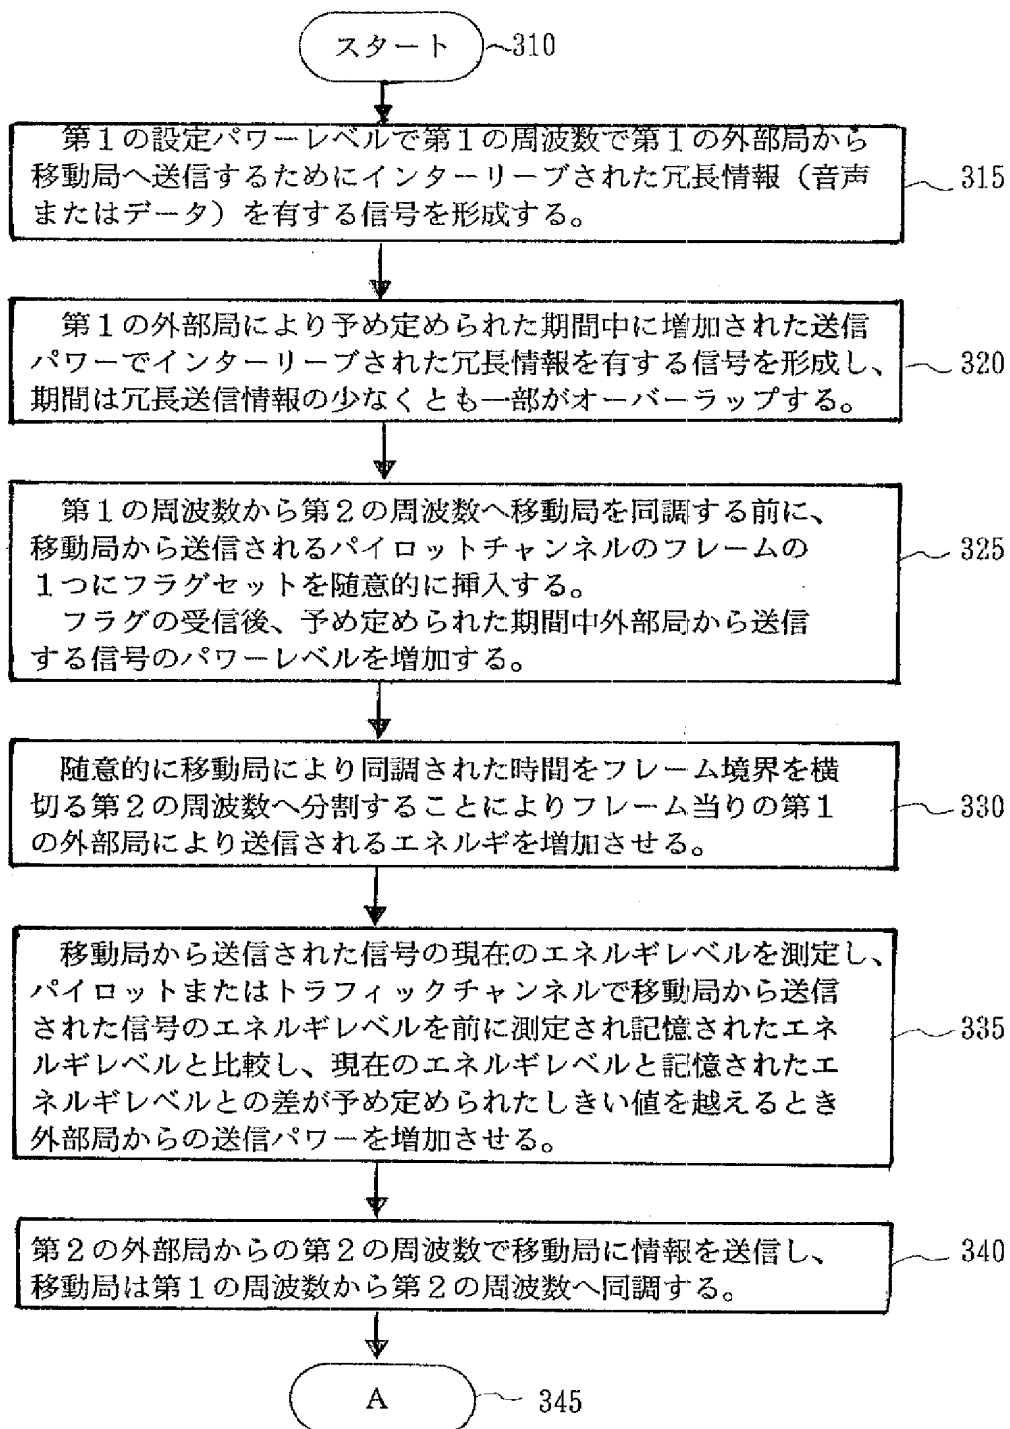 スタート
310
第1の設定パワーレベルで第1の周波数で第1の外部局から
移動局へ送信するためにインターリーブされた冗長情報（音声
またはデータ）を有する信号を形成する。
315
第1の外部局により予め定められた期間中に増加された送信
パワーでインターリーブされた冗長情報を有する信号を形成し、
期間は冗長送信情報の少なくとも一部がオーバーラップする。
320
第1の周波数から第2の周波数へ移動局を同調する前に、
移動局から送信されるパイロットチャンネルのフレームの
1つにフラグセットを随意的に挿入する。
フラグの受信後、予め定められた期間中外部局から送信
する信号のパワーレベルを増加する。
325
随意的に移動局により同調された時間をフレーム境界を横
切る第2の周波数へ分割することによりフレーム当りの第1
の外部局により送信されるエネルギを増加させる。
330
移動局から送信された信号の現在のエネルギレベルを測定し、
パイロットまたはトラフィックチャンネルで移動局から送信
された信号のエネルギレベルを前に測定され記憶されたエネ
ルギレベルと比較し、現在のエネルギレベルと記憶されたエ
ネルギレベルとの差が予め定められたしきい値を越えるとき
外部局からの送信パワーを増加させる。
335
第2の外部局からの第2の周波数で移動局に情報を送信し、
移動局は第1の周波数から第2の周波数へ同調する。
340
A
345